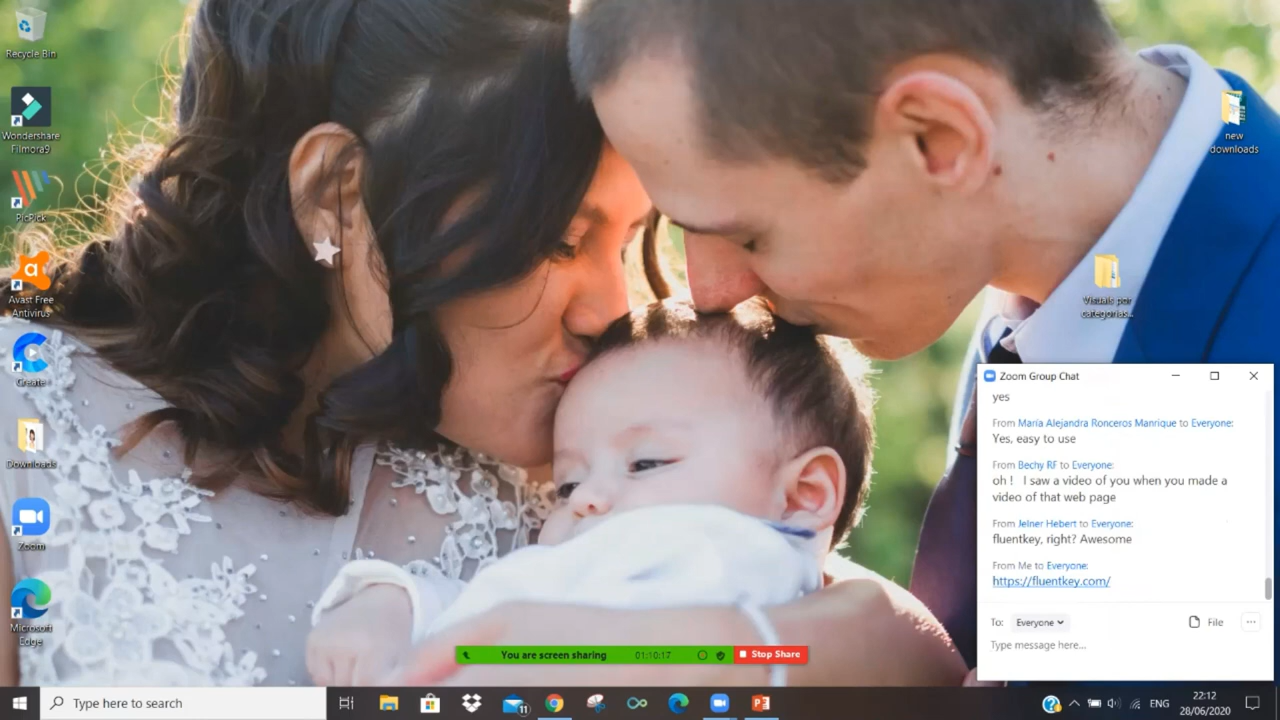 Recycle Bin
Wondershare
Filmora9
PicPick
Avast Free
Antivirus
Create
Downloads
Zoom
Microsoft
Edge
new
downloads
Visuals por
categorias...
Zoom Group Chat
yes
From María Alejandra Ronceros Manrique to Everyone:
Yes, easy to use
From Bechy RF to Everyone:
oh ! I saw a video of you when you made a
video of that web page
From Jelner Hebert to Everyone:
fluentkey, right? Awesome
From Me to Everyone:
https://fluentkey.com/
To: Everyone
File
Type message here...
You are screen sharing
01:10:17
Stop Share
Type here to search
11
ENG
22:12
28/06/2020